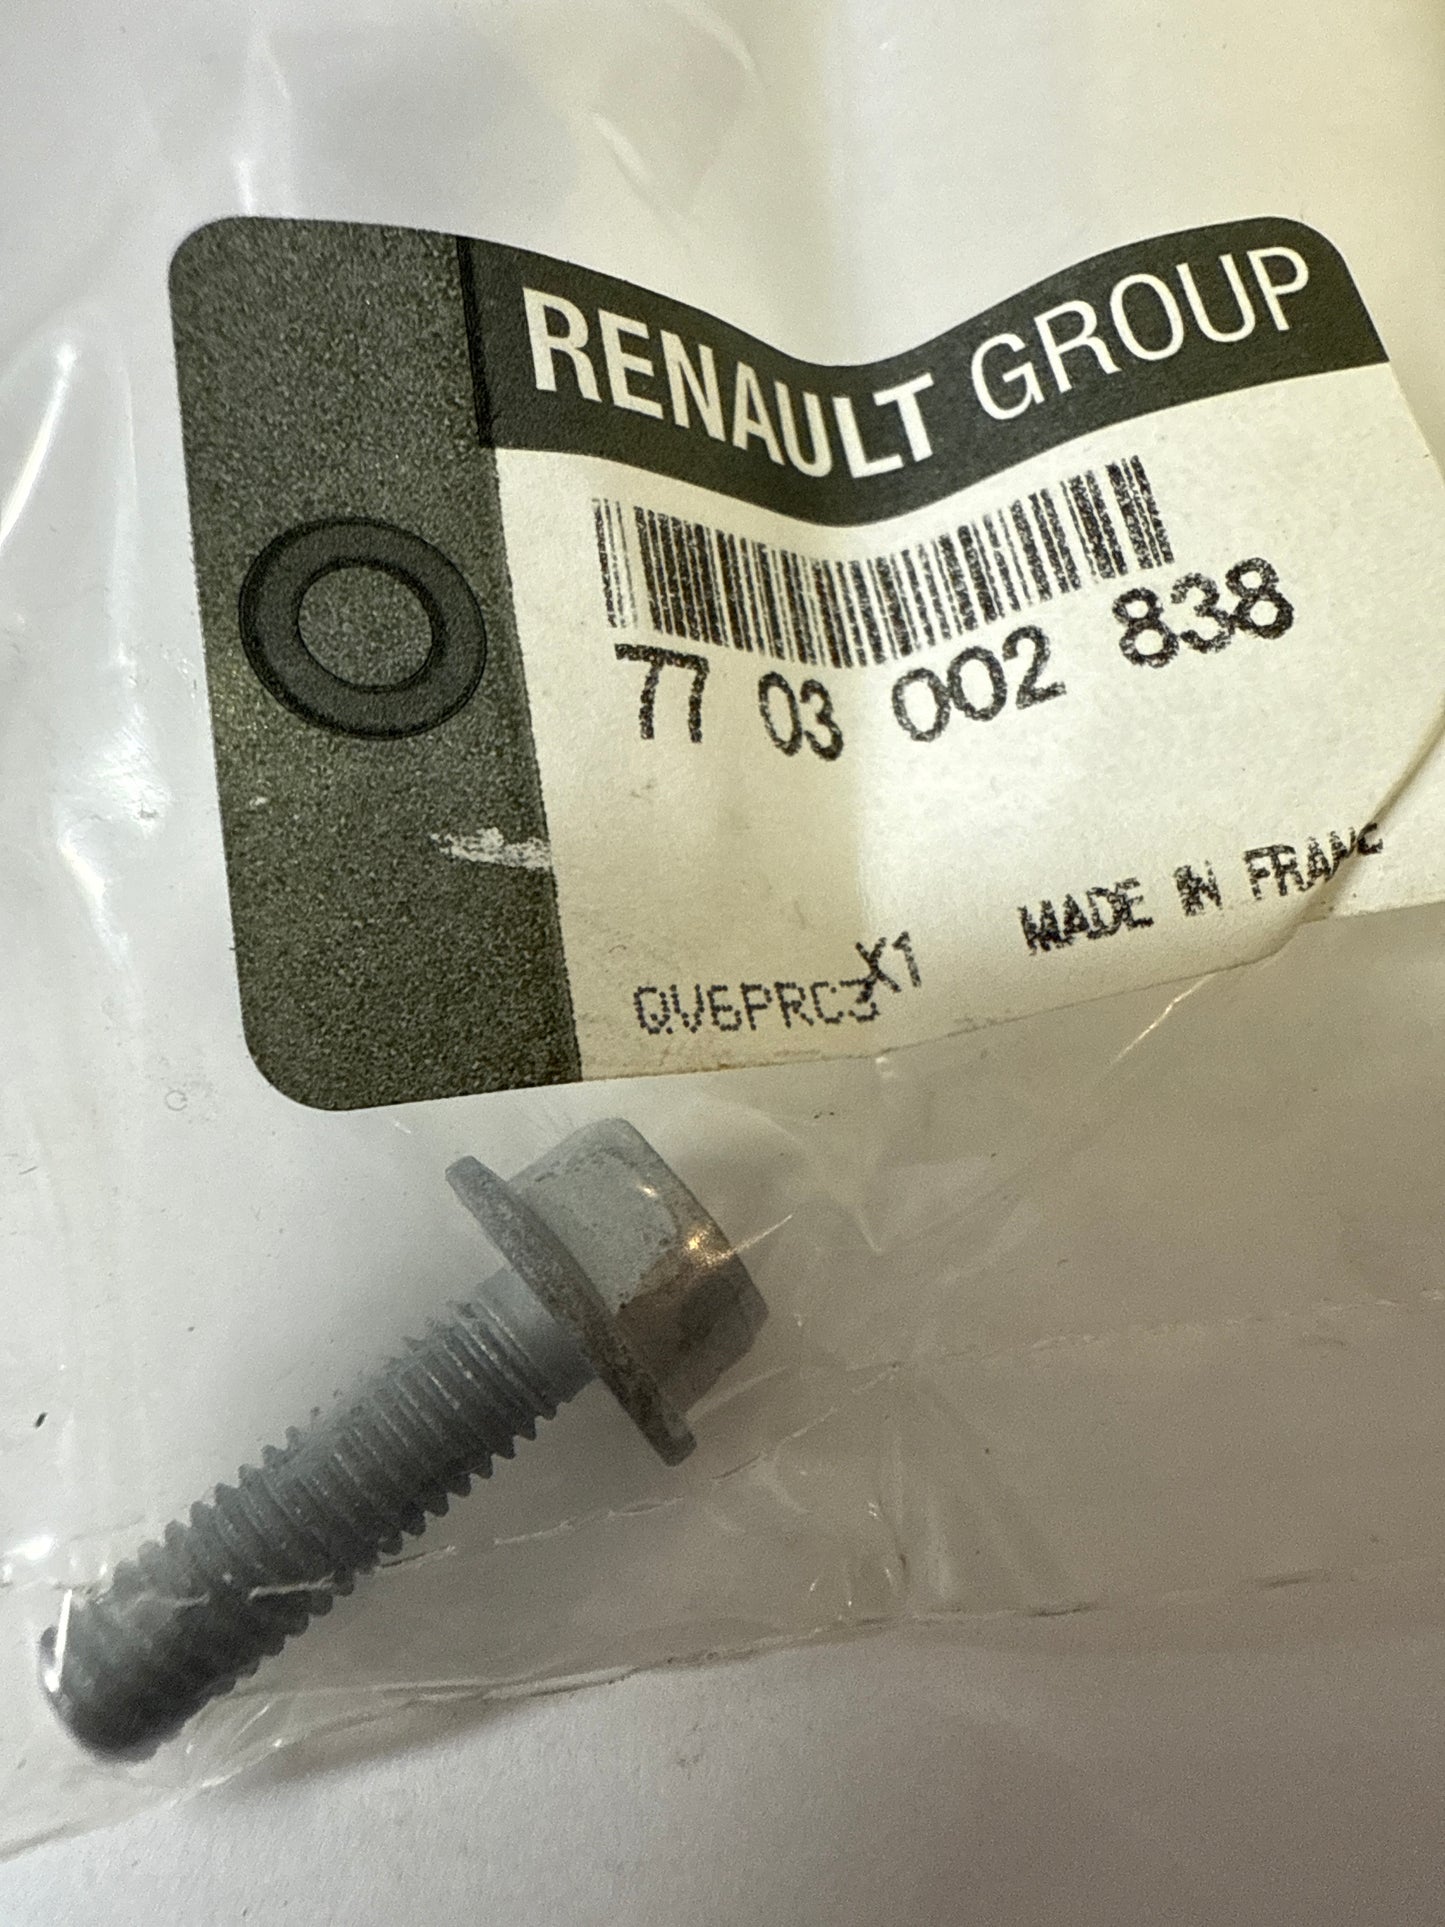 RENAULT GROUP
77 03 002 838
MADE IN FRANC
X1
QV6PRC3